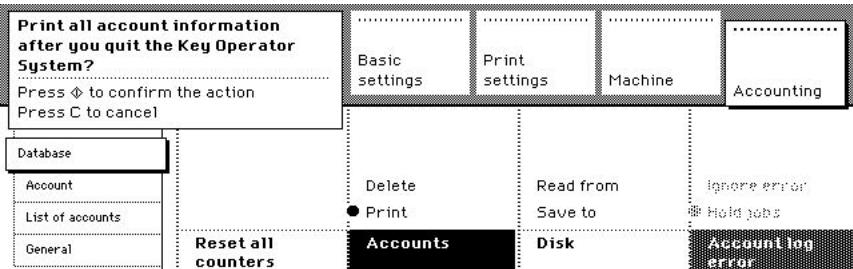 Print all account information
after you quit the Key Operator
System?
Press ⟐ to confirm the action
Press C to cancel
Basic
settings
Print
settings
Machine
Accounting
Database
Account
List of accounts
General
Reset all
counters
Delete
Print
Accounts
Read from
Save to
Disk
Ignore error
Hold jobs
Account log
error